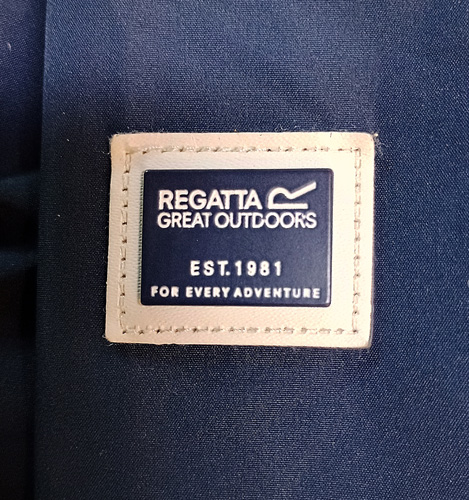 REGATTA
GREAT OUTDOORS
EST. 1981
FOR EVERY ADVENTURE